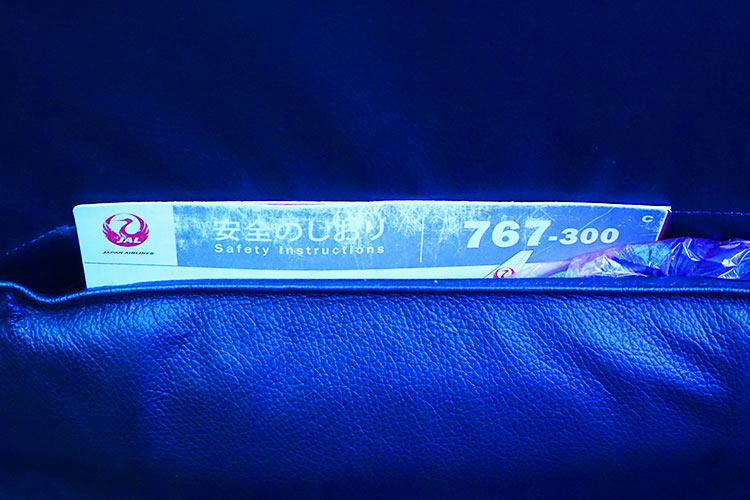 JAL
JAPAN AIRLINES
安全のしおり
Safety Instructions
767-300
C